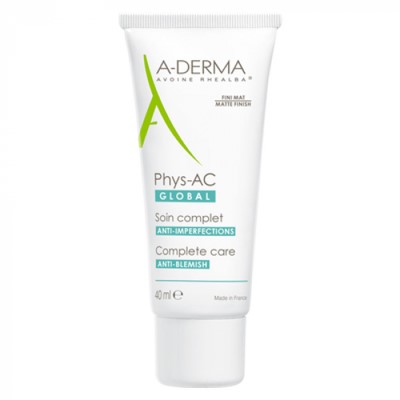 A-DERMA
AVOINE RHEALBA®
FINI MAT
MATTE FINISH
Phys-AC
GLOBAL
Soin complet
ANTI-IMPERFECTIONS
Complete care
ANTI-BLEMISH
40 ml ℮
Made in France